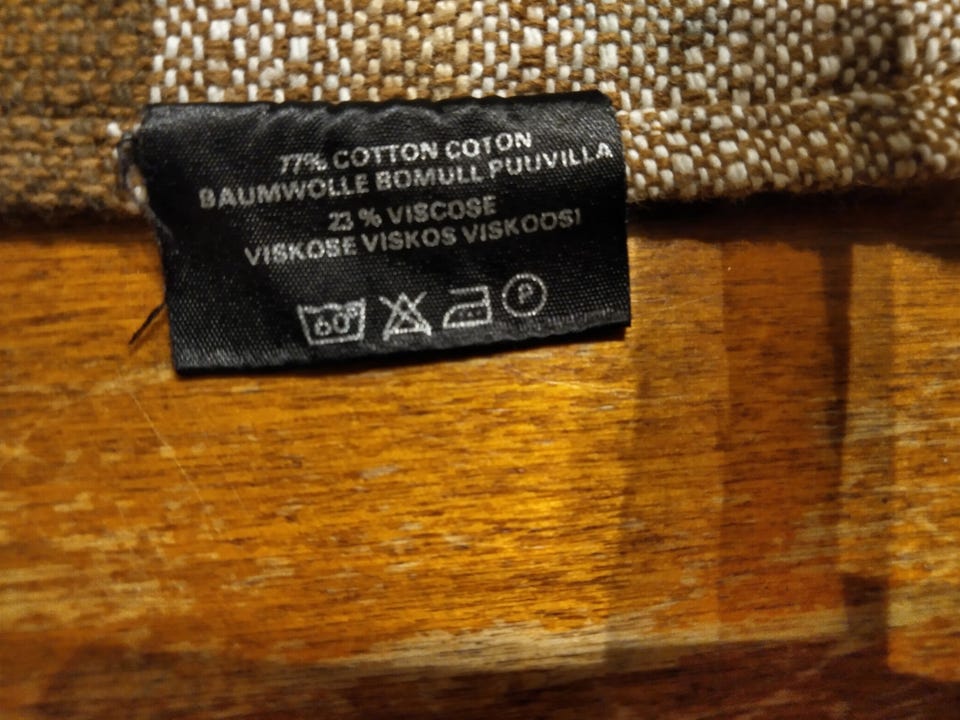 77% COTTON COTON
BAUMWOLLE BOMULL PUUVILLA
23 % VISCOSE
VISKOSE VISKOS VISKOOSI
60°
P